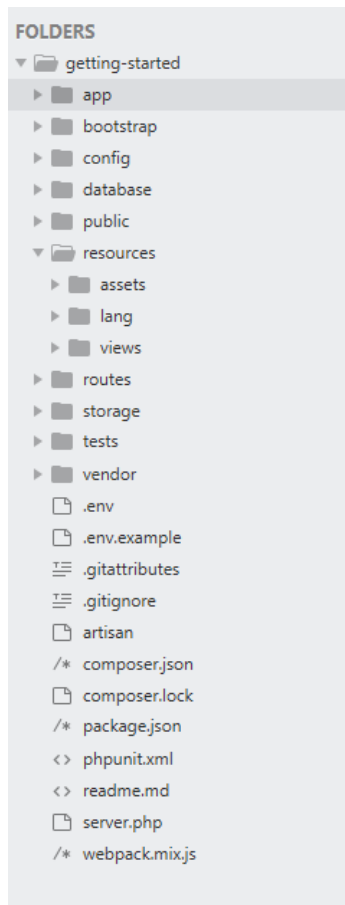 FOLDERS
getting-started
app
bootstrap
config
database
public
resources
assets
lang
views
routes
storage
tests
vendor
.env
.env.example
.gitattributes
.gitignore
artisan
/* composer.json
composer.lock
/* package.json
<> phpunit.xml
<> readme.md
server.php
/* webpack.mix.js